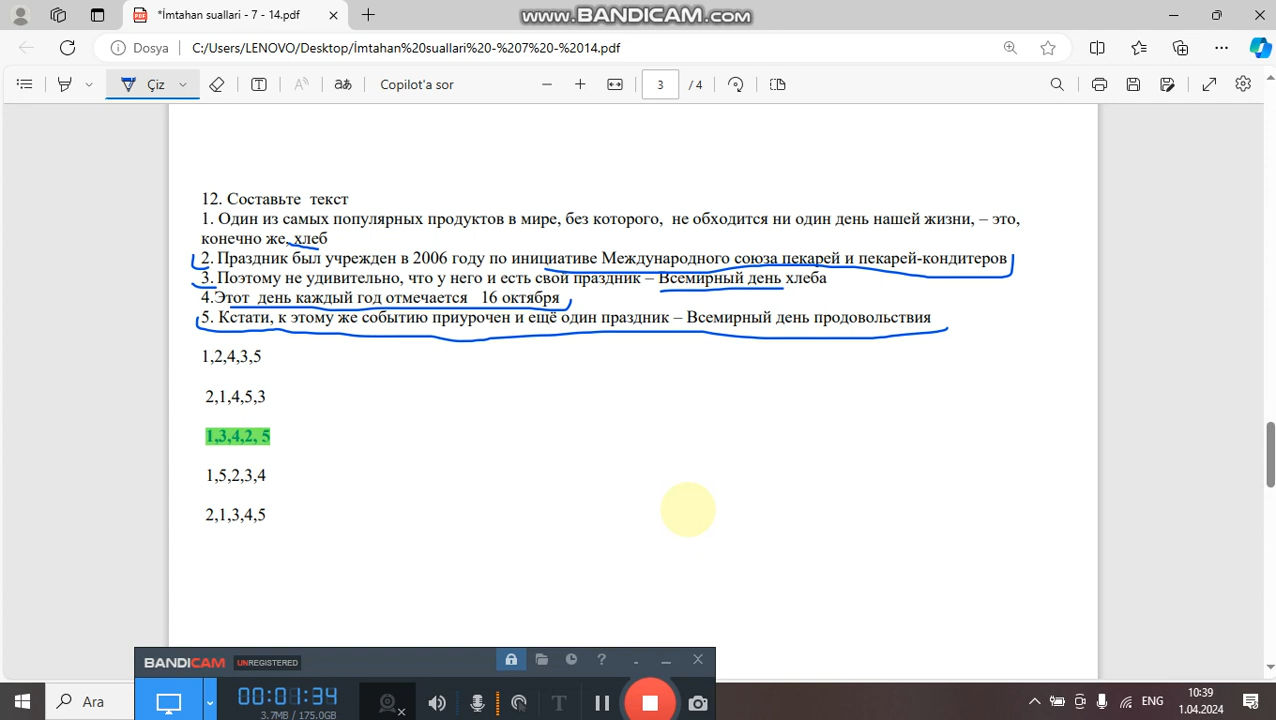 *İmtahan sualları - 7 - 14.pdf
www.BANDICAM.com
Dosya
C:/Users/LENOVO/Desktop/İmtahan%20sualları%20-%207%20-%2014.pdf
Çiz
T
A
aあ
Copilot'a sor
3
/ 4
12. Составьте текст
1. Один из самых популярных продуктов в мире, без которого, не обходится ни один день нашей жизни, – это,
конечно же, хлеб
2. Праздник был учрежден в 2006 году по инициативе Международного союза пекарей и пекарей-кондитеров
3. Поэтому не удивительно, что у него и есть свой праздник – Всемирный день хлеба
4.Этот день каждый год отмечается 16 октября
5. Кстати, к этому же событию приурочен и ещё один праздник – Всемирный день продовольствия
1,2,4,3,5
2,1,4,5,3
1,3,4,2, 5
1,5,2,3,4
2,1,3,4,5
BANDICAM UNREGISTERED
00:01:34
3.7MB / 175.0GB
T
Ara
ENG
10:39
1.04.2024